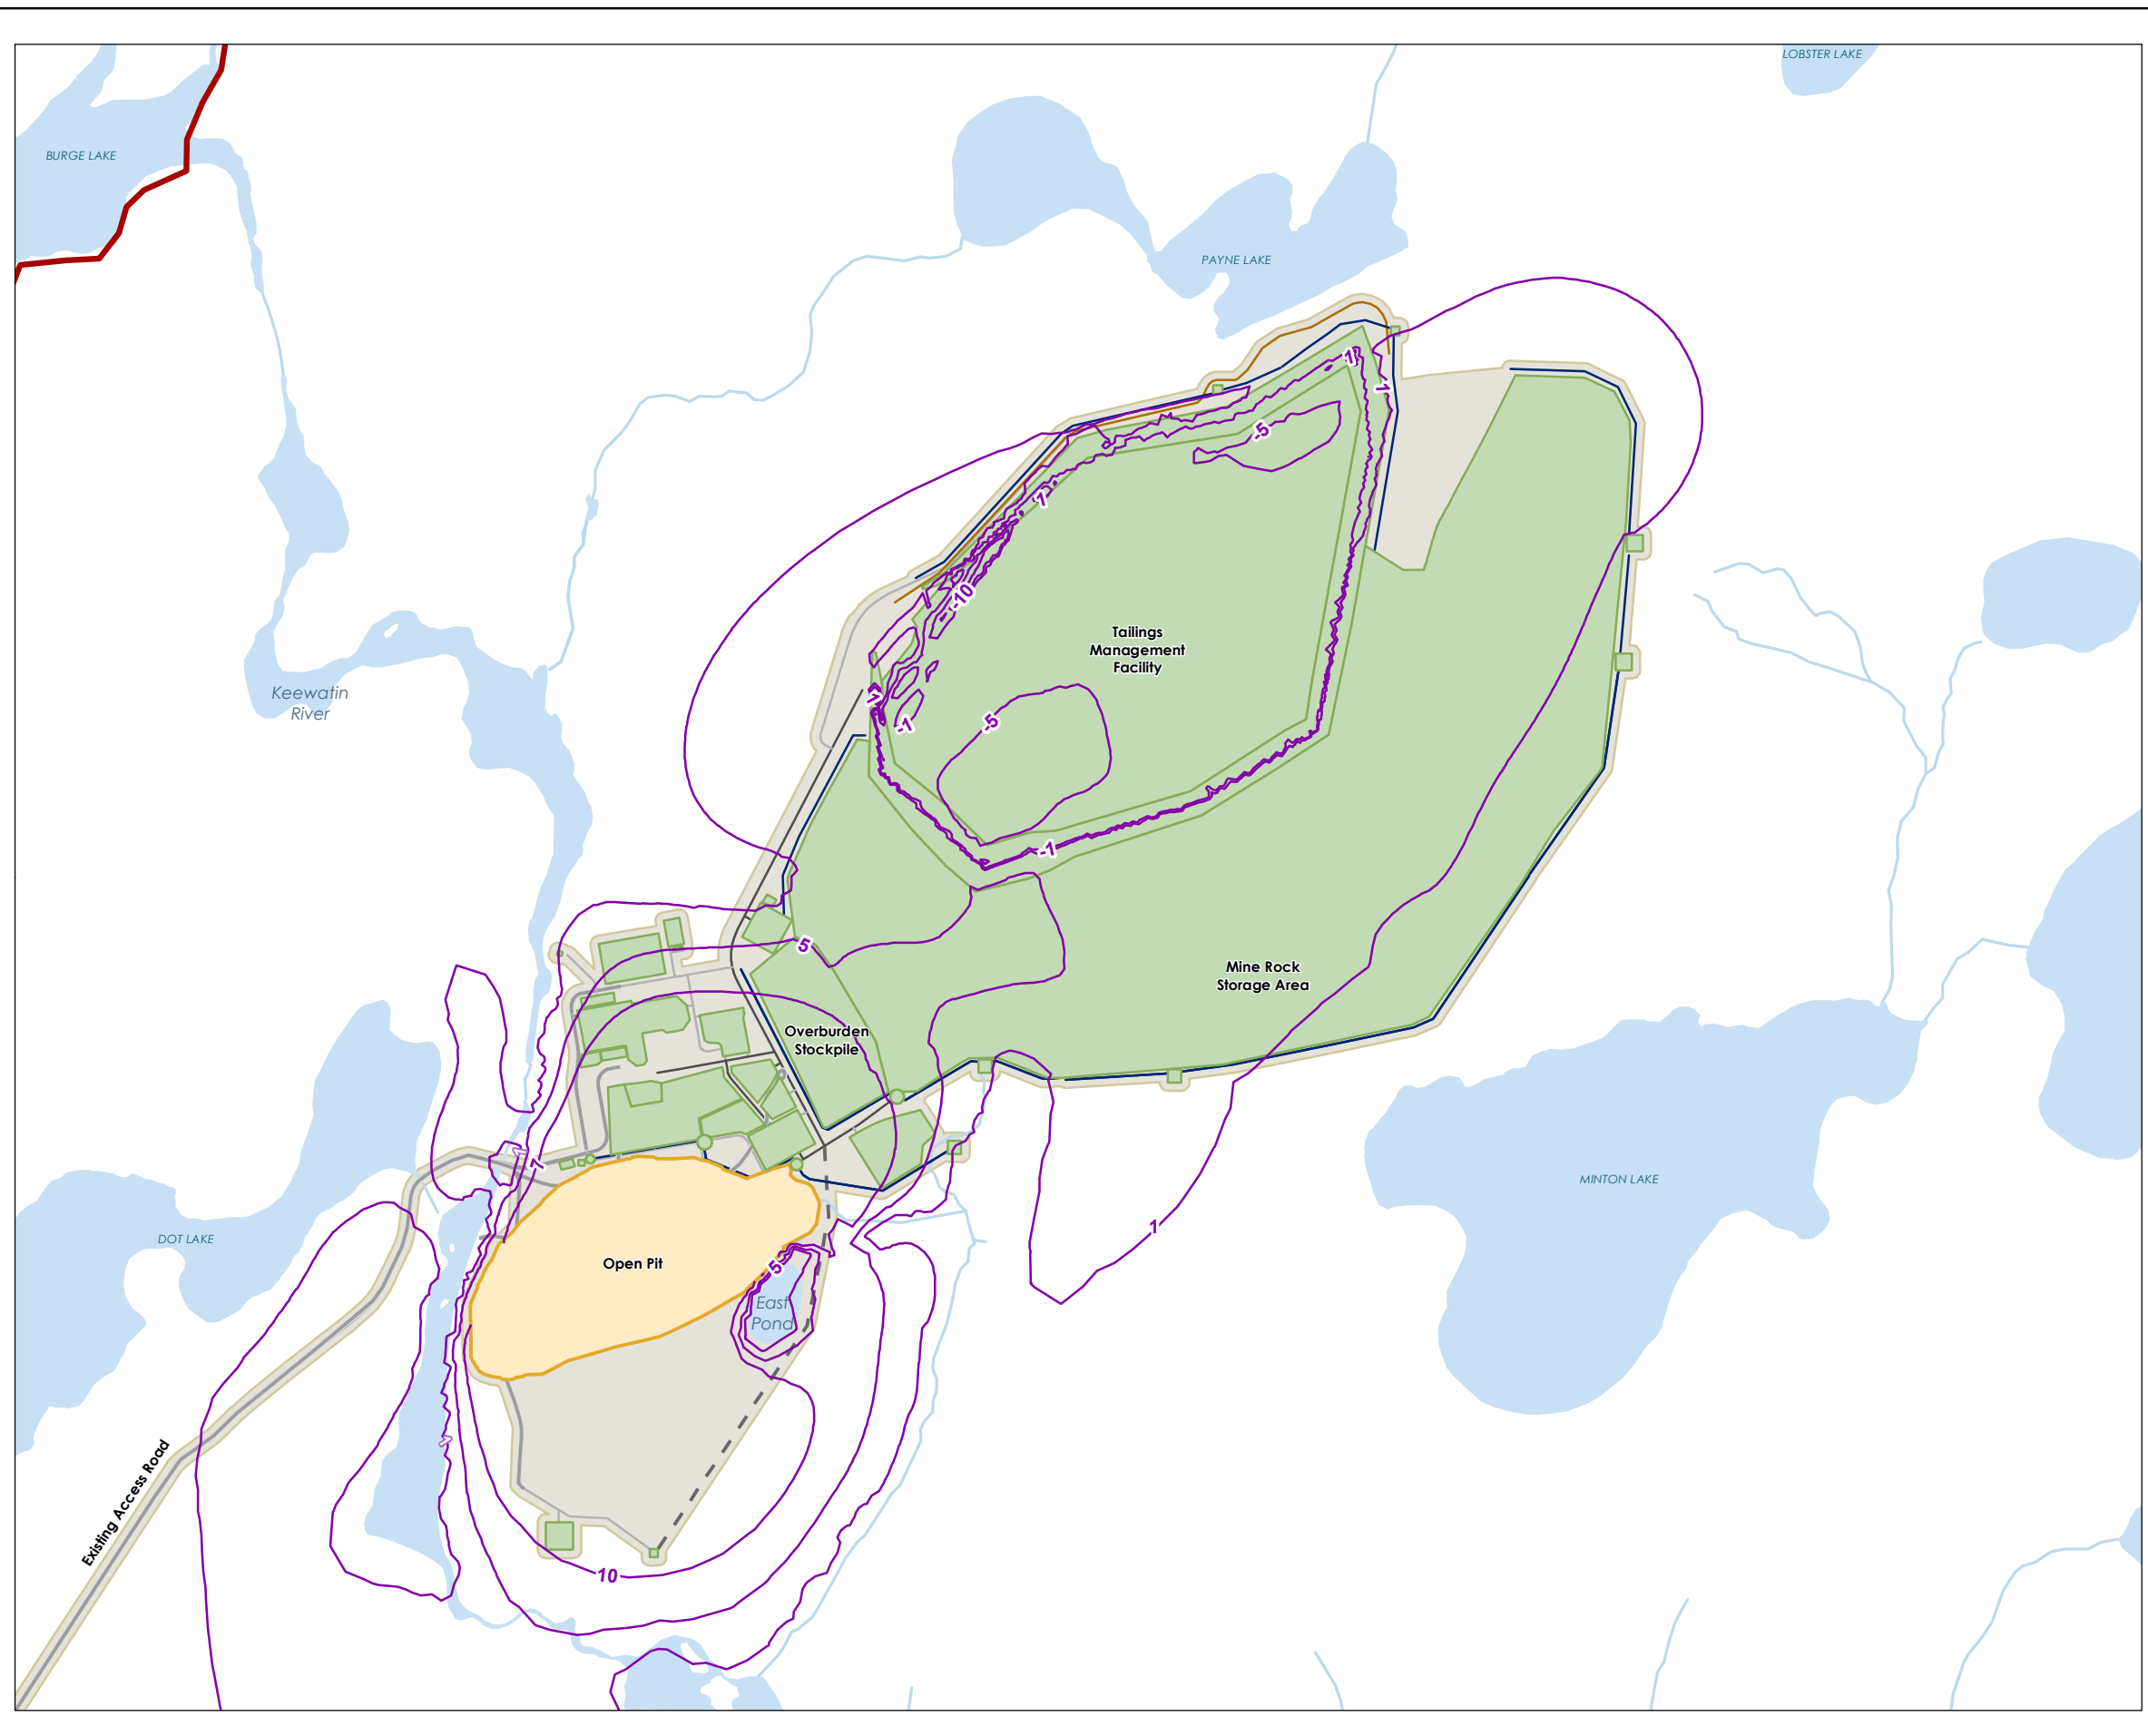 LOBSTER LAKE
BURGE LAKE
PAYNE LAKE
1
1
-5
1
-10
Tailings
Management
Facility
Keewatin
River
-1
-5
-1
5
Mine Rock
Storage Area
Overburden
Stockpile
1
7
MINTON LAKE
1
DOT LAKE
Open Pit
5
East
Pond
1
Existing Access Road
10